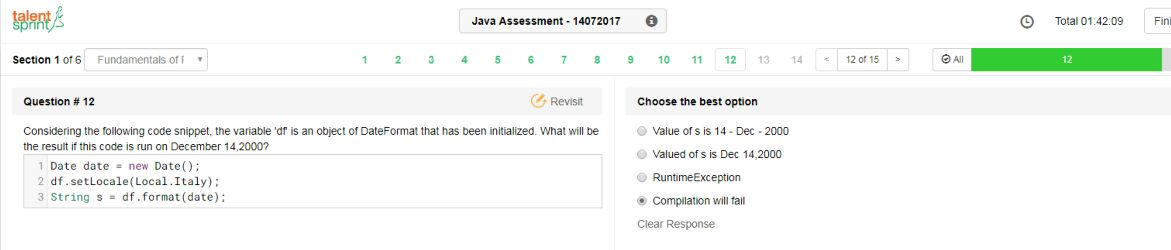 talent
sprint
Java Assessment - 14072017
Total 01:42:09
Fini
Section 1 of 6
Fundamentals of I
1 2 3 4 5 6 7 8 9 10 11 12 13 14 < 12 of 15 >
All
12
Question # 12
Revisit
Considering the following code snippet, the variable 'df' is an object of DateFormat that has been initialized. What will be
the result if this code is run on December 14,2000?
1 Date date = new Date();
2 df.setLocale(Local.Italy);
3 String s = df.format(date);
Choose the best option
Value of s is 14 - Dec - 2000
Valued of s is Dec 14,2000
RuntimeException
Compilation will fail
Clear Response